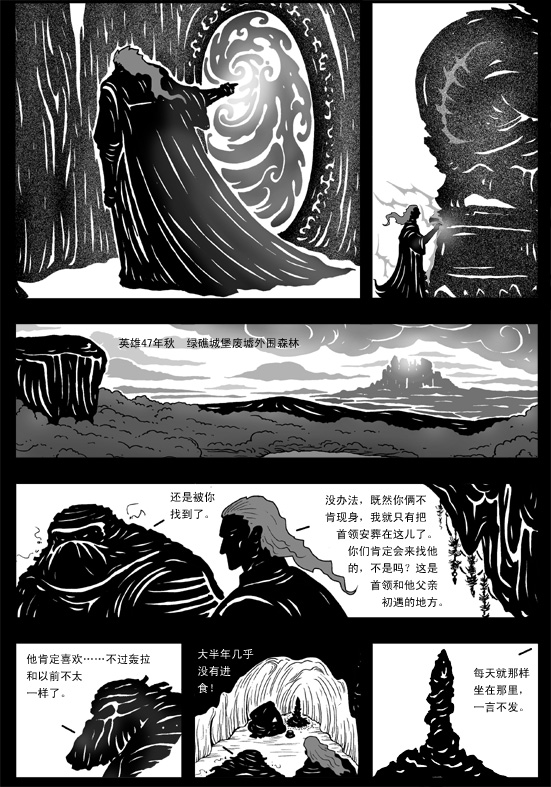 英雄47年秋 绿礁城堡废墟外围森林
还是被你
找到了。
没办法，既然你俩不
肯现身，我就只有把
首领安葬在这儿了。
你们肯定会来找他
的，不是吗？这是
首领和他父亲
初遇的地方。
他肯定喜欢……不过轰拉
和以前不太
一样了。
大半年几乎
没有进
食！
每天就那样
坐在那里，
一言不发。